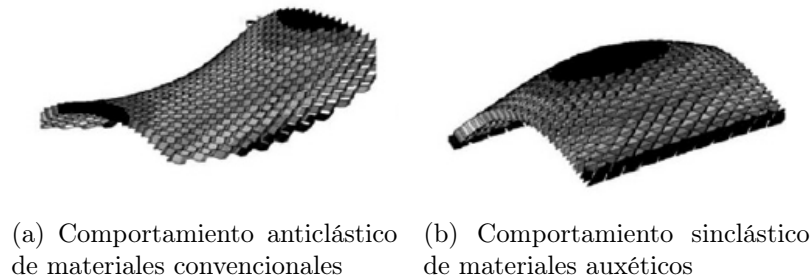 (a) Comportamiento anticlástico
de materiales convencionales
(b) Comportamiento sinclástico
de materiales auxéticos